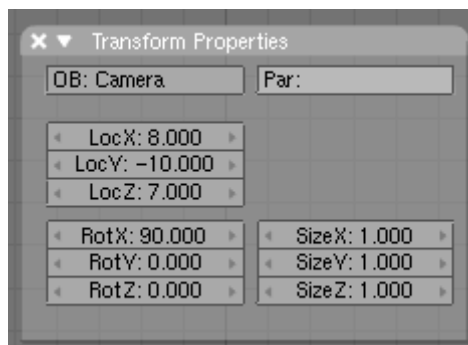 Transform Properties
OB: Camera Par:
LocX: 8.000
LocY: -10.000
LocZ: 7.000
RotX: 90.000 SizeX: 1.000
RotY: 0.000 SizeY: 1.000
RotZ: 0.000 SizeZ: 1.000